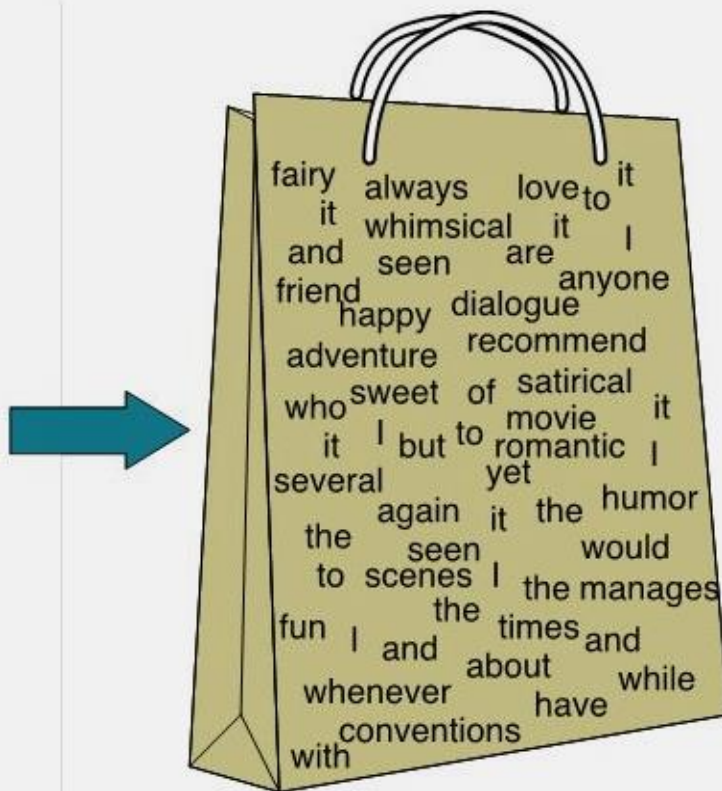 fairy always love to it
it whimsical it I
and seen are anyone
friend happy dialogue
adventure recommend
who sweet of satirical it
it I but to movie romantic I
several yet
again it the humor
the seen would
to scenes I the manages
the
fun I and times and
about while
whenever have
conventions
with